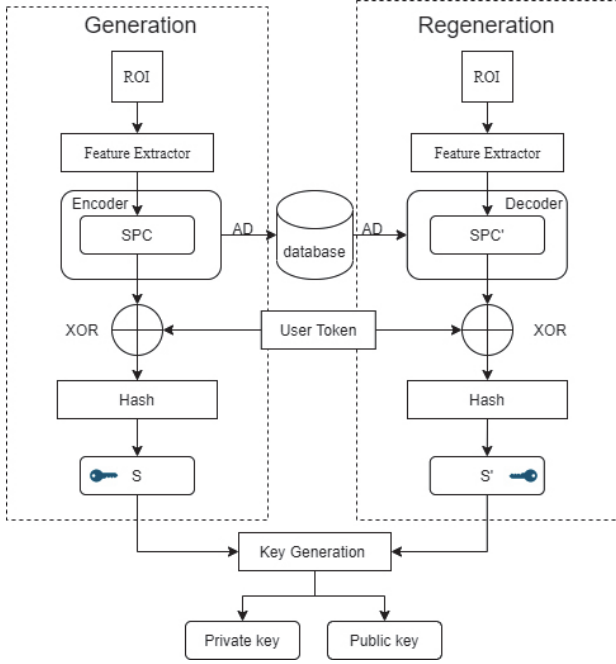 Generation
Regeneration
ROI
ROI
Feature Extractor
Feature Extractor
Encoder
Decoder
SPC
AD
database
AD
SPC'
XOR
User Token
XOR
Hash
Hash
S
S'
Key Generation
Private key
Public key